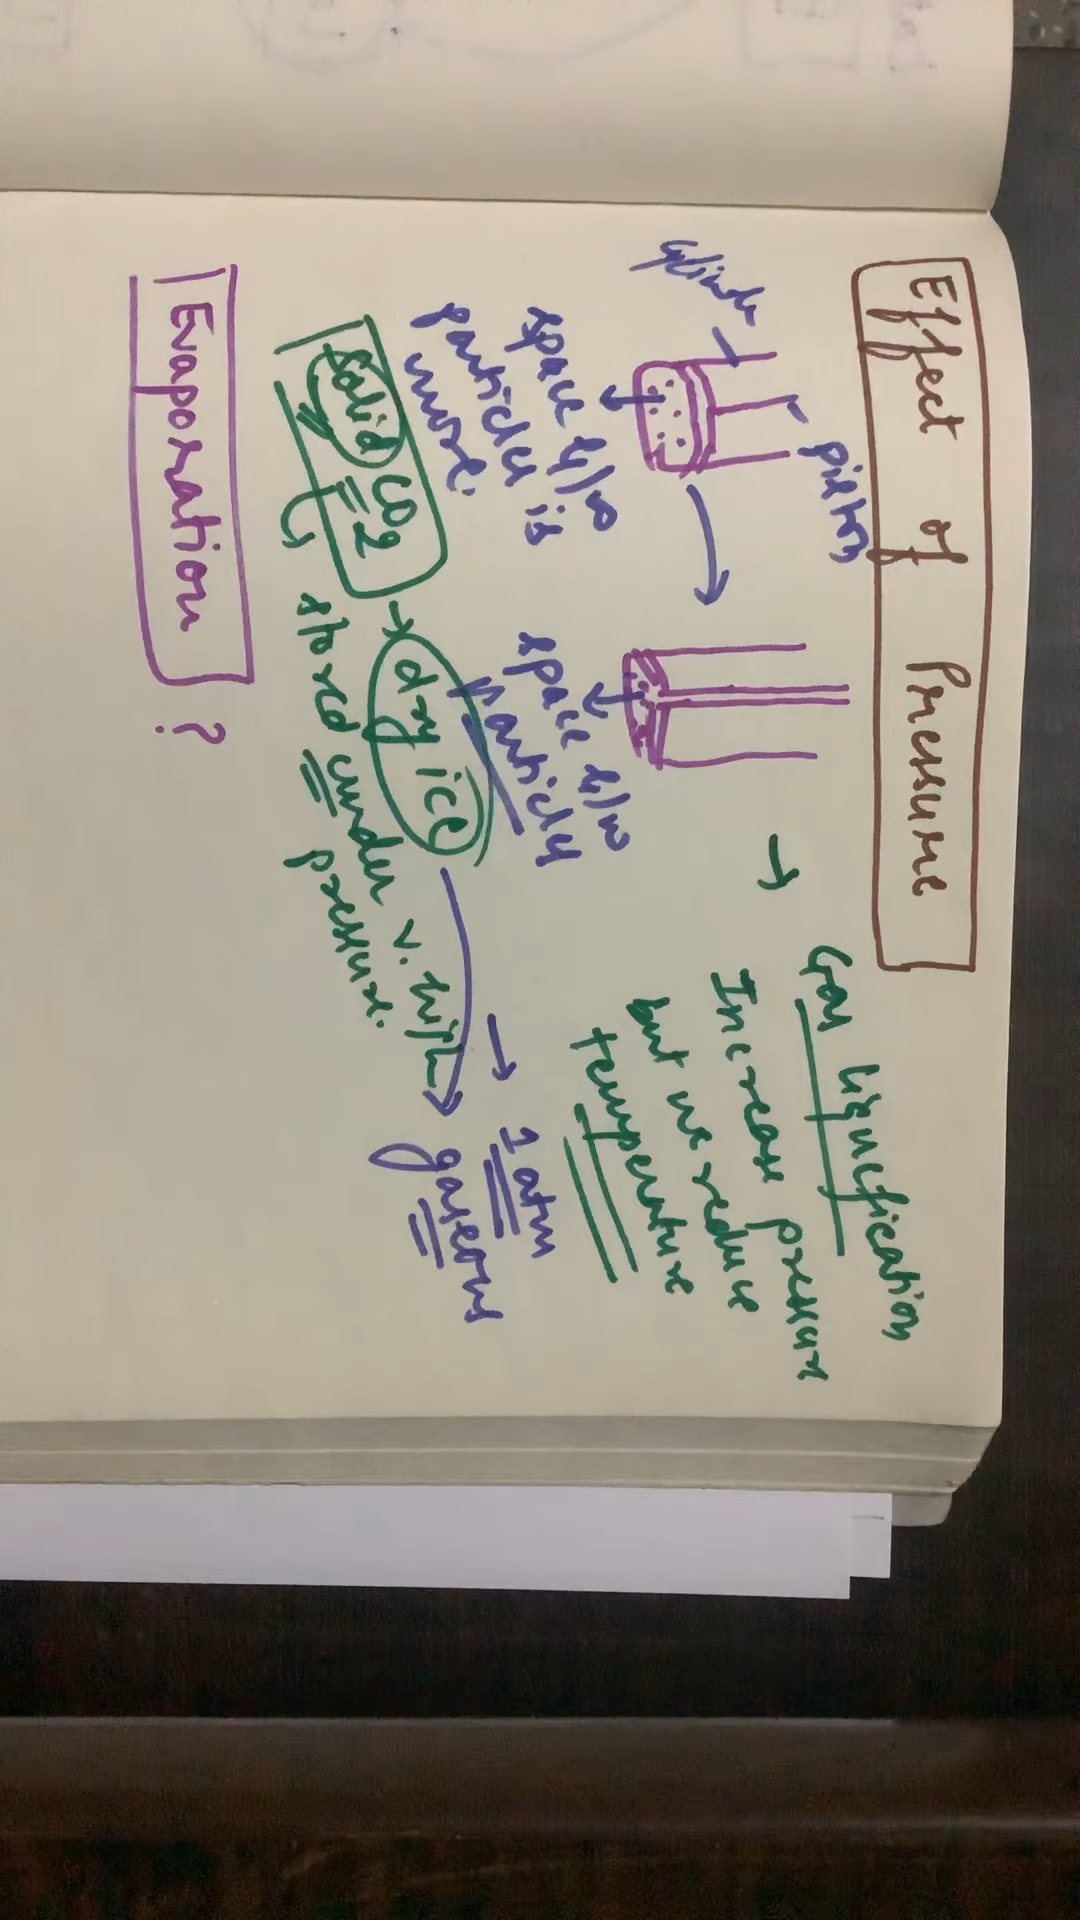 Effect of Pressure
Cylinder
piston
space b/w
particles is
more.
space b/w
particles
→ Gas liquefication
Increase pressure
but we reduce
temperature
Solid CO2 → dry ice
stored under v. high
pressure.
→ 1 atm
gaseous
Evaporation ?